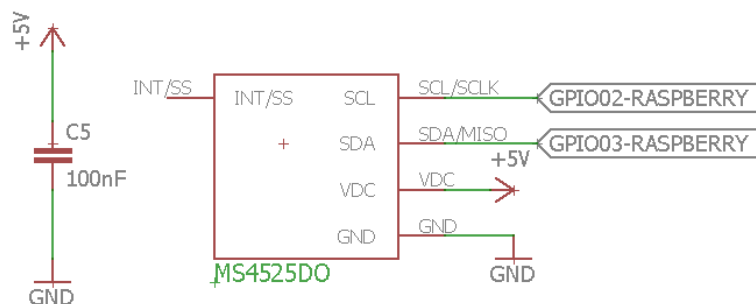 +5V
C5
100nF
GND
INT/SS
INT/SS
SCL
SCL/SCLK
GPIO02-RASPBERRY
SDA
SDA/MISO
GPIO03-RASPBERRY
+5V
VDC
VDC
GND
GND
GND
MS4525DO